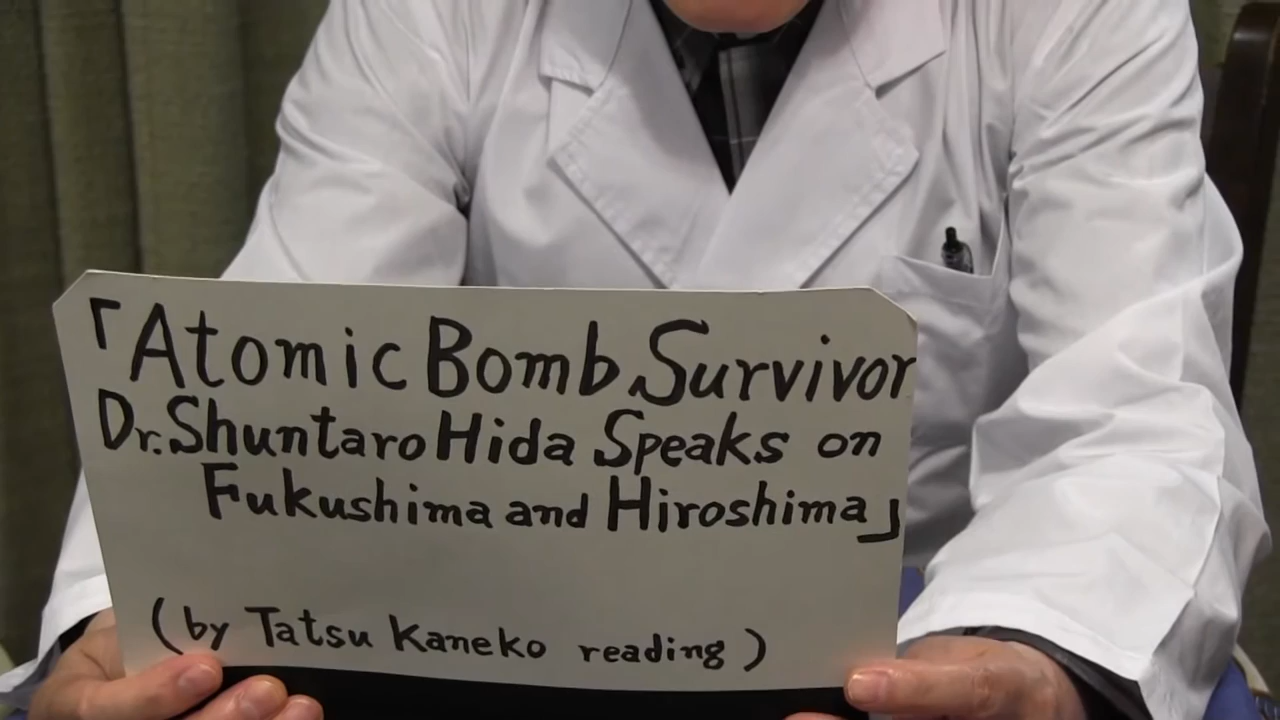 「Atomic Bomb Survivor
Dr. Shuntaro Hida Speaks on
Fukushima and Hiroshima」
(by Tatsu Kaneko reading)